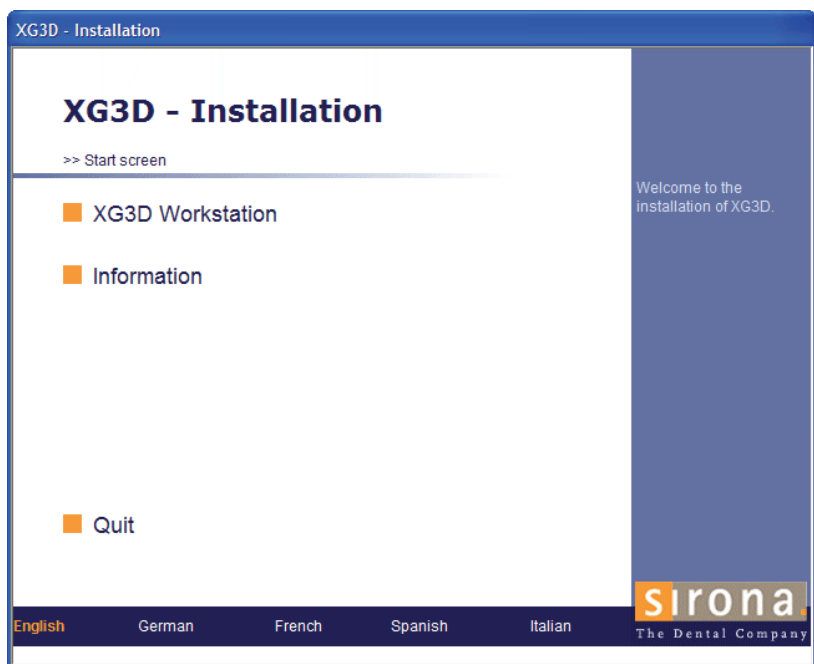 XG3D - Installation
XG3D - Installation
>> Start screen
Welcome to the
installation of XG3D.
XG3D Workstation
Information
Quit
sirona.
The Dental Company
English German French Spanish Italian